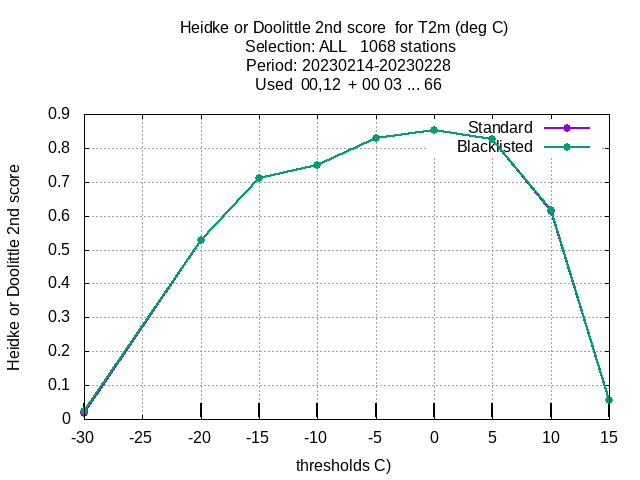 Heidke or Doolittle 2nd score  for T2m (deg C)
Selection: ALL   1068 stations
Period: 20230214-20230228
Used  00,12  + 00 03 ... 66
Heidke or Doolittle 2nd score
0.9
0.8
0.7
0.6
0.5
0.4
0.3
0.2
0.1
0
Standard
Blacklisted
-30 -25 -20 -15 -10 -5 0 5 10 15
thresholds C)